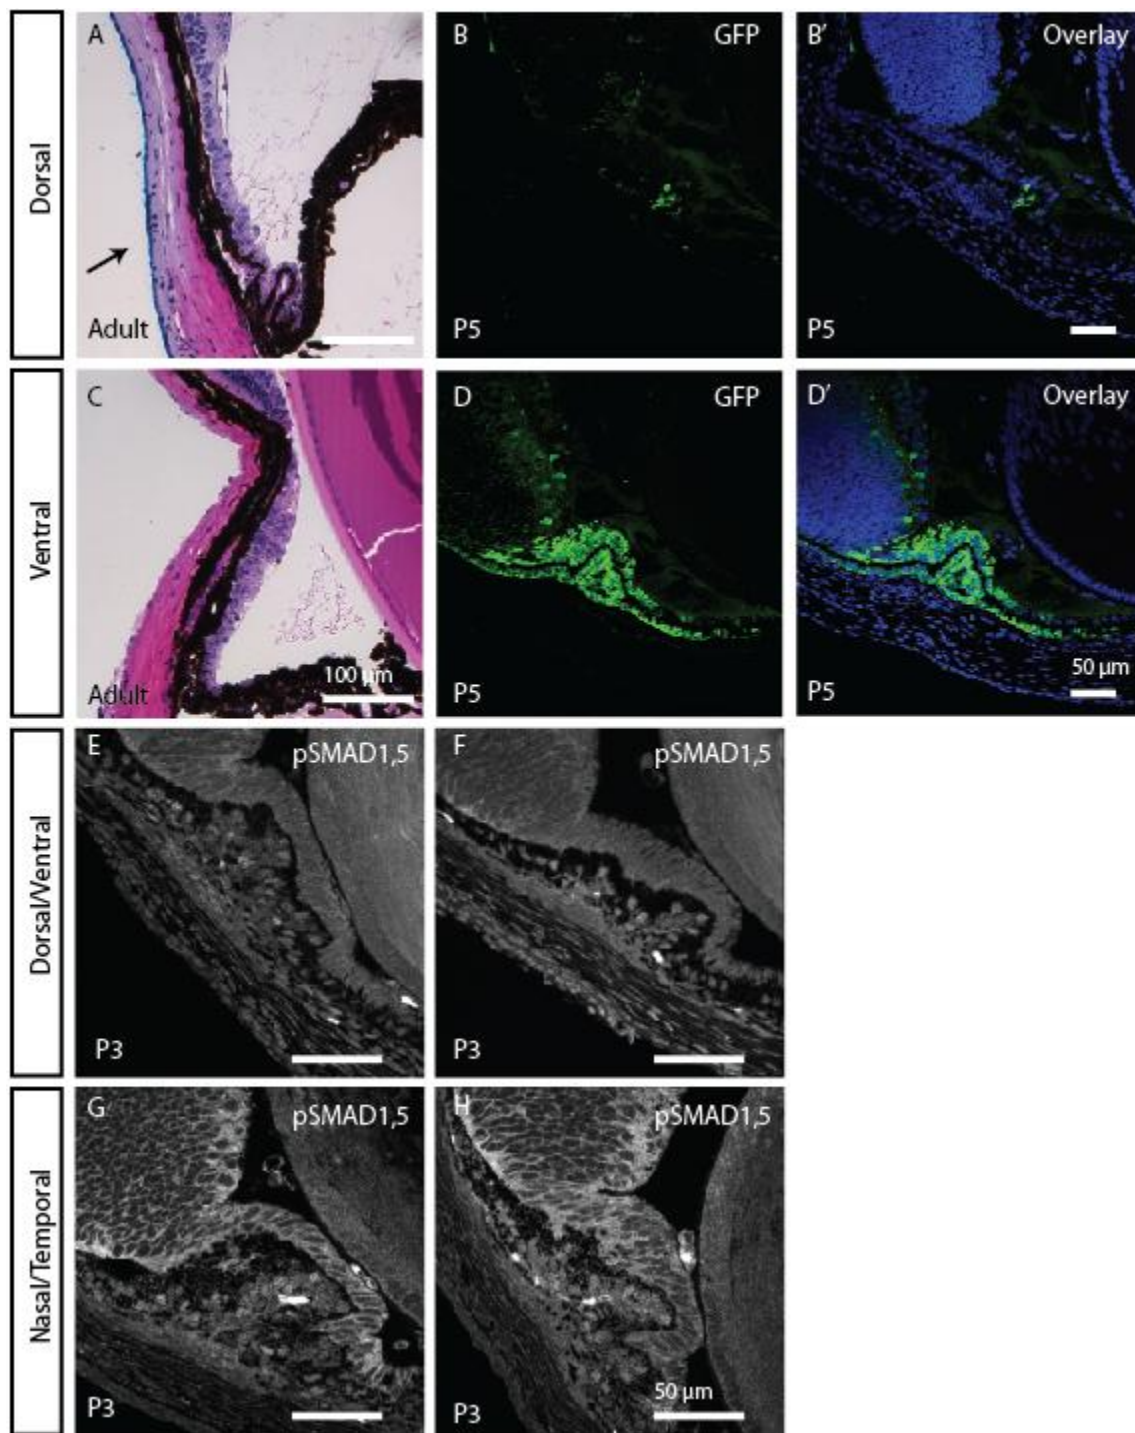 Dorsal
A
Adult
B
GFP
P5
B'
Overlay
P5
Ventral
C
Adult
100 µm
D
GFP
P5
D'
Overlay
P5
50 µm
Dorsal/Ventral
E
pSMAD1,5
P3
F
pSMAD1,5
P3
Nasal/Temporal
G
pSMAD1,5
P3
H
pSMAD1,5
P3
50 µm